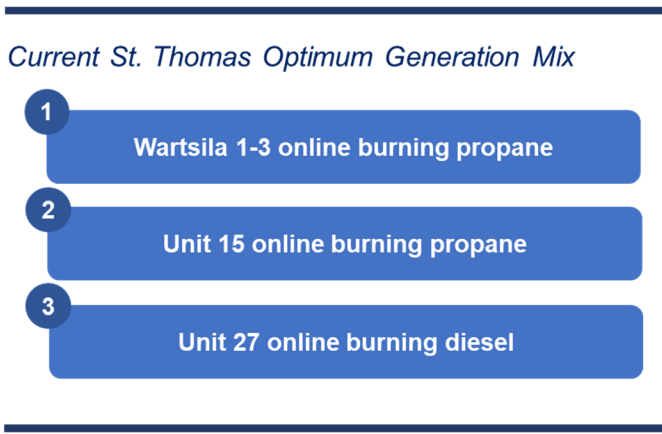 Current St. Thomas Optimum Generation Mix
1
Wartsila 1-3 online burning propane
2
Unit 15 online burning propane
3
Unit 27 online burning diesel